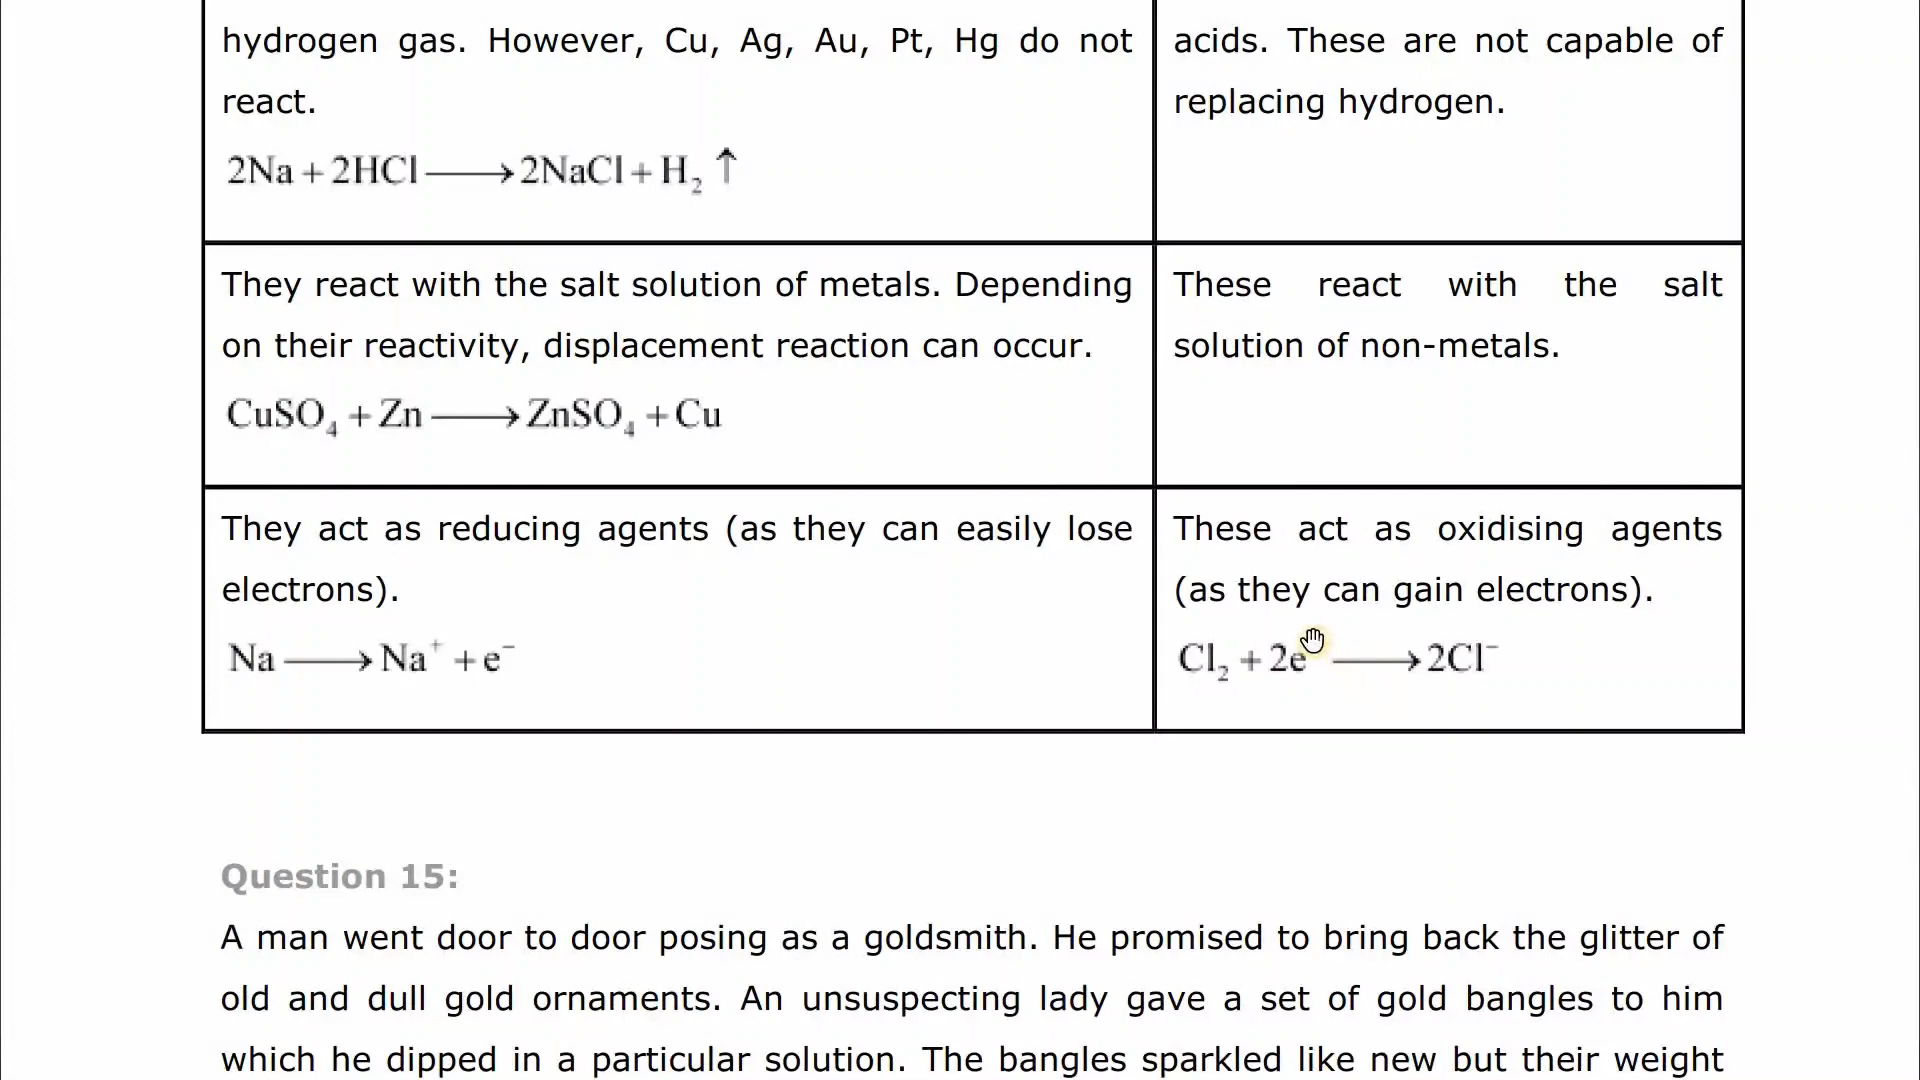 hydrogen gas. However, Cu, Ag, Au, Pt, Hg do not
react.
2Na + 2HCl ⟶ 2NaCl + H₂ ↑
acids. These are not capable of
replacing hydrogen.
They react with the salt solution of metals. Depending
on their reactivity, displacement reaction can occur.
CuSO₄ + Zn ⟶ ZnSO₄ + Cu
These react with the salt
solution of non-metals.
They act as reducing agents (as they can easily lose
electrons).
Na ⟶ Na⁺ + e⁻
These act as oxidising agents
(as they can gain electrons).
Cl₂ + 2e ⟶ 2Cl⁻
Question 15:
A man went door to door posing as a goldsmith. He promised to bring back the glitter of
old and dull gold ornaments. An unsuspecting lady gave a set of gold bangles to him
which he dipped in a particular solution. The bangles sparkled like new but their weight